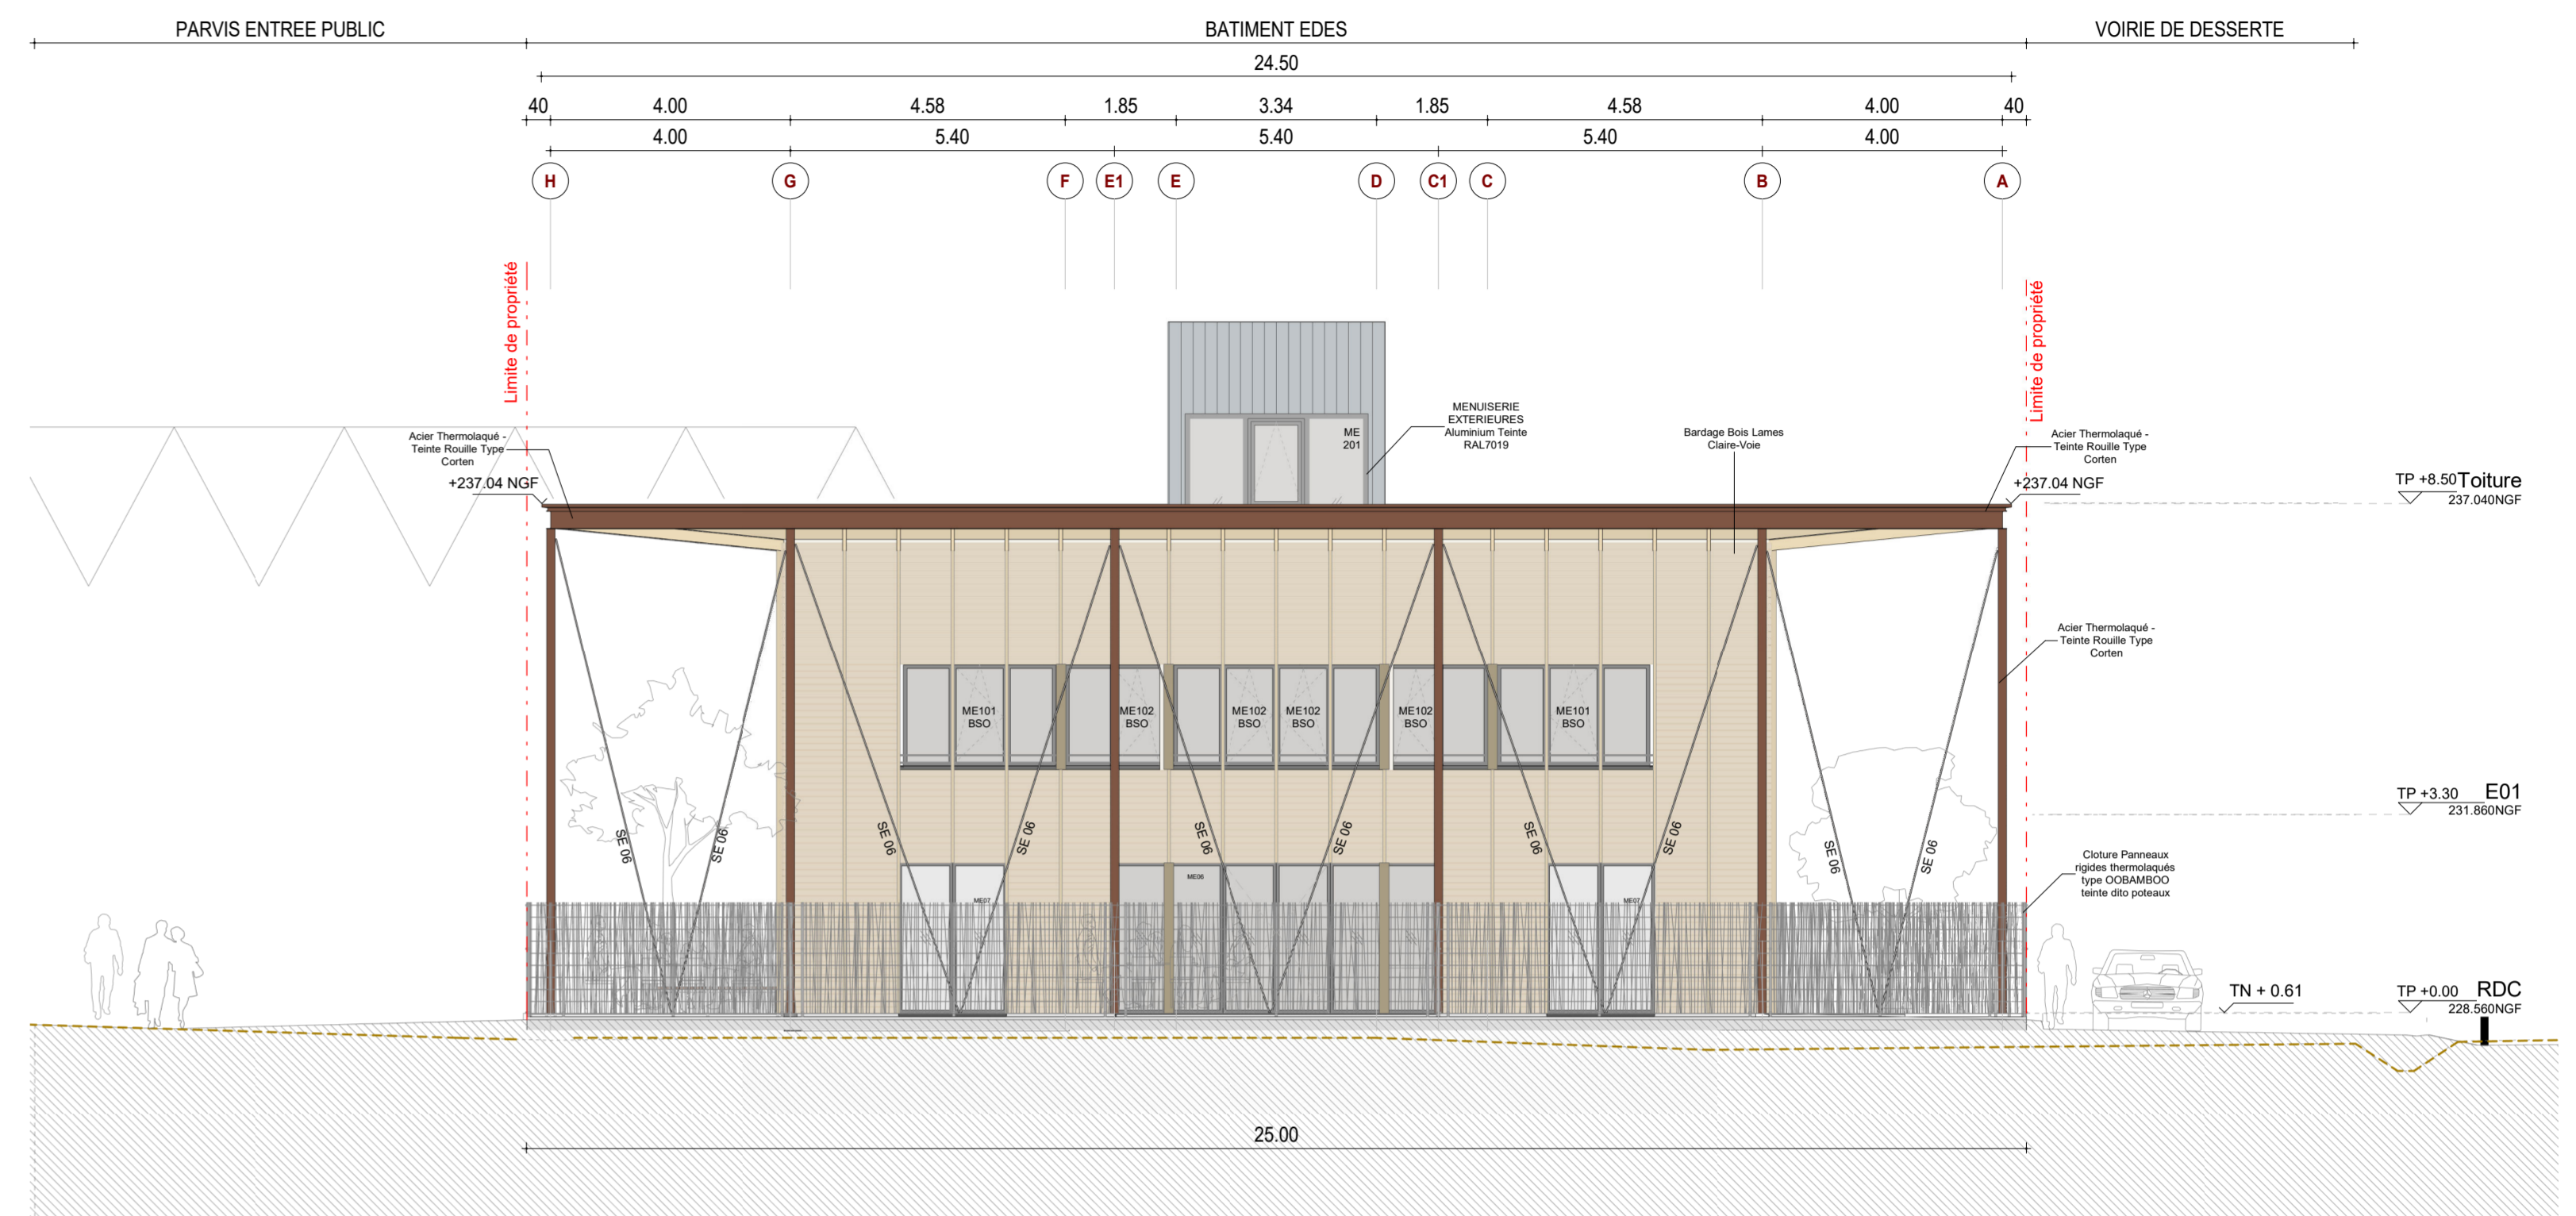 PARVIS ENTREE PUBLIC
BATIMENT EDES
VOIRIE DE DESSERTE
24.50
40 4.00 4.58 1.85 3.34 1.85 4.58 4.00 40
4.00 5.40 5.40 5.40 4.00
H G F E1 E D C1 C B A
Limite de propriété
Limite de propriété
MENUISERIE
EXTERIEURES
Aluminium Teinte
RAL7019
ME
201
Bardage Bois Lames
Claire-Voie
Acier Thermolaqué -
Teinte Rouille Type
Corten
+237.04 NGF
Acier Thermolaqué -
Teinte Rouille Type
Corten
+237.04 NGF
TP +8.50 Toiture
237.040NGF
Acier Thermolaqué -
Teinte Rouille Type
Corten
ME101
BSO
ME102
BSO
ME102
BSO
ME102
BSO
ME102
BSO
ME101
BSO
TP +3.30 E01
231.860NGF
SE 06
SE 06
SE 06
SE 06
SE 06
SE 06
SE 06
SE 06
SE 06
SE 06
Cloture Panneaux
rigides thermolaqués
type OOBAMBOO
teinte dito poteaux
ME06
ME07
ME07
TN + 0.61
TP +0.00 RDC
228.560NGF
25.00